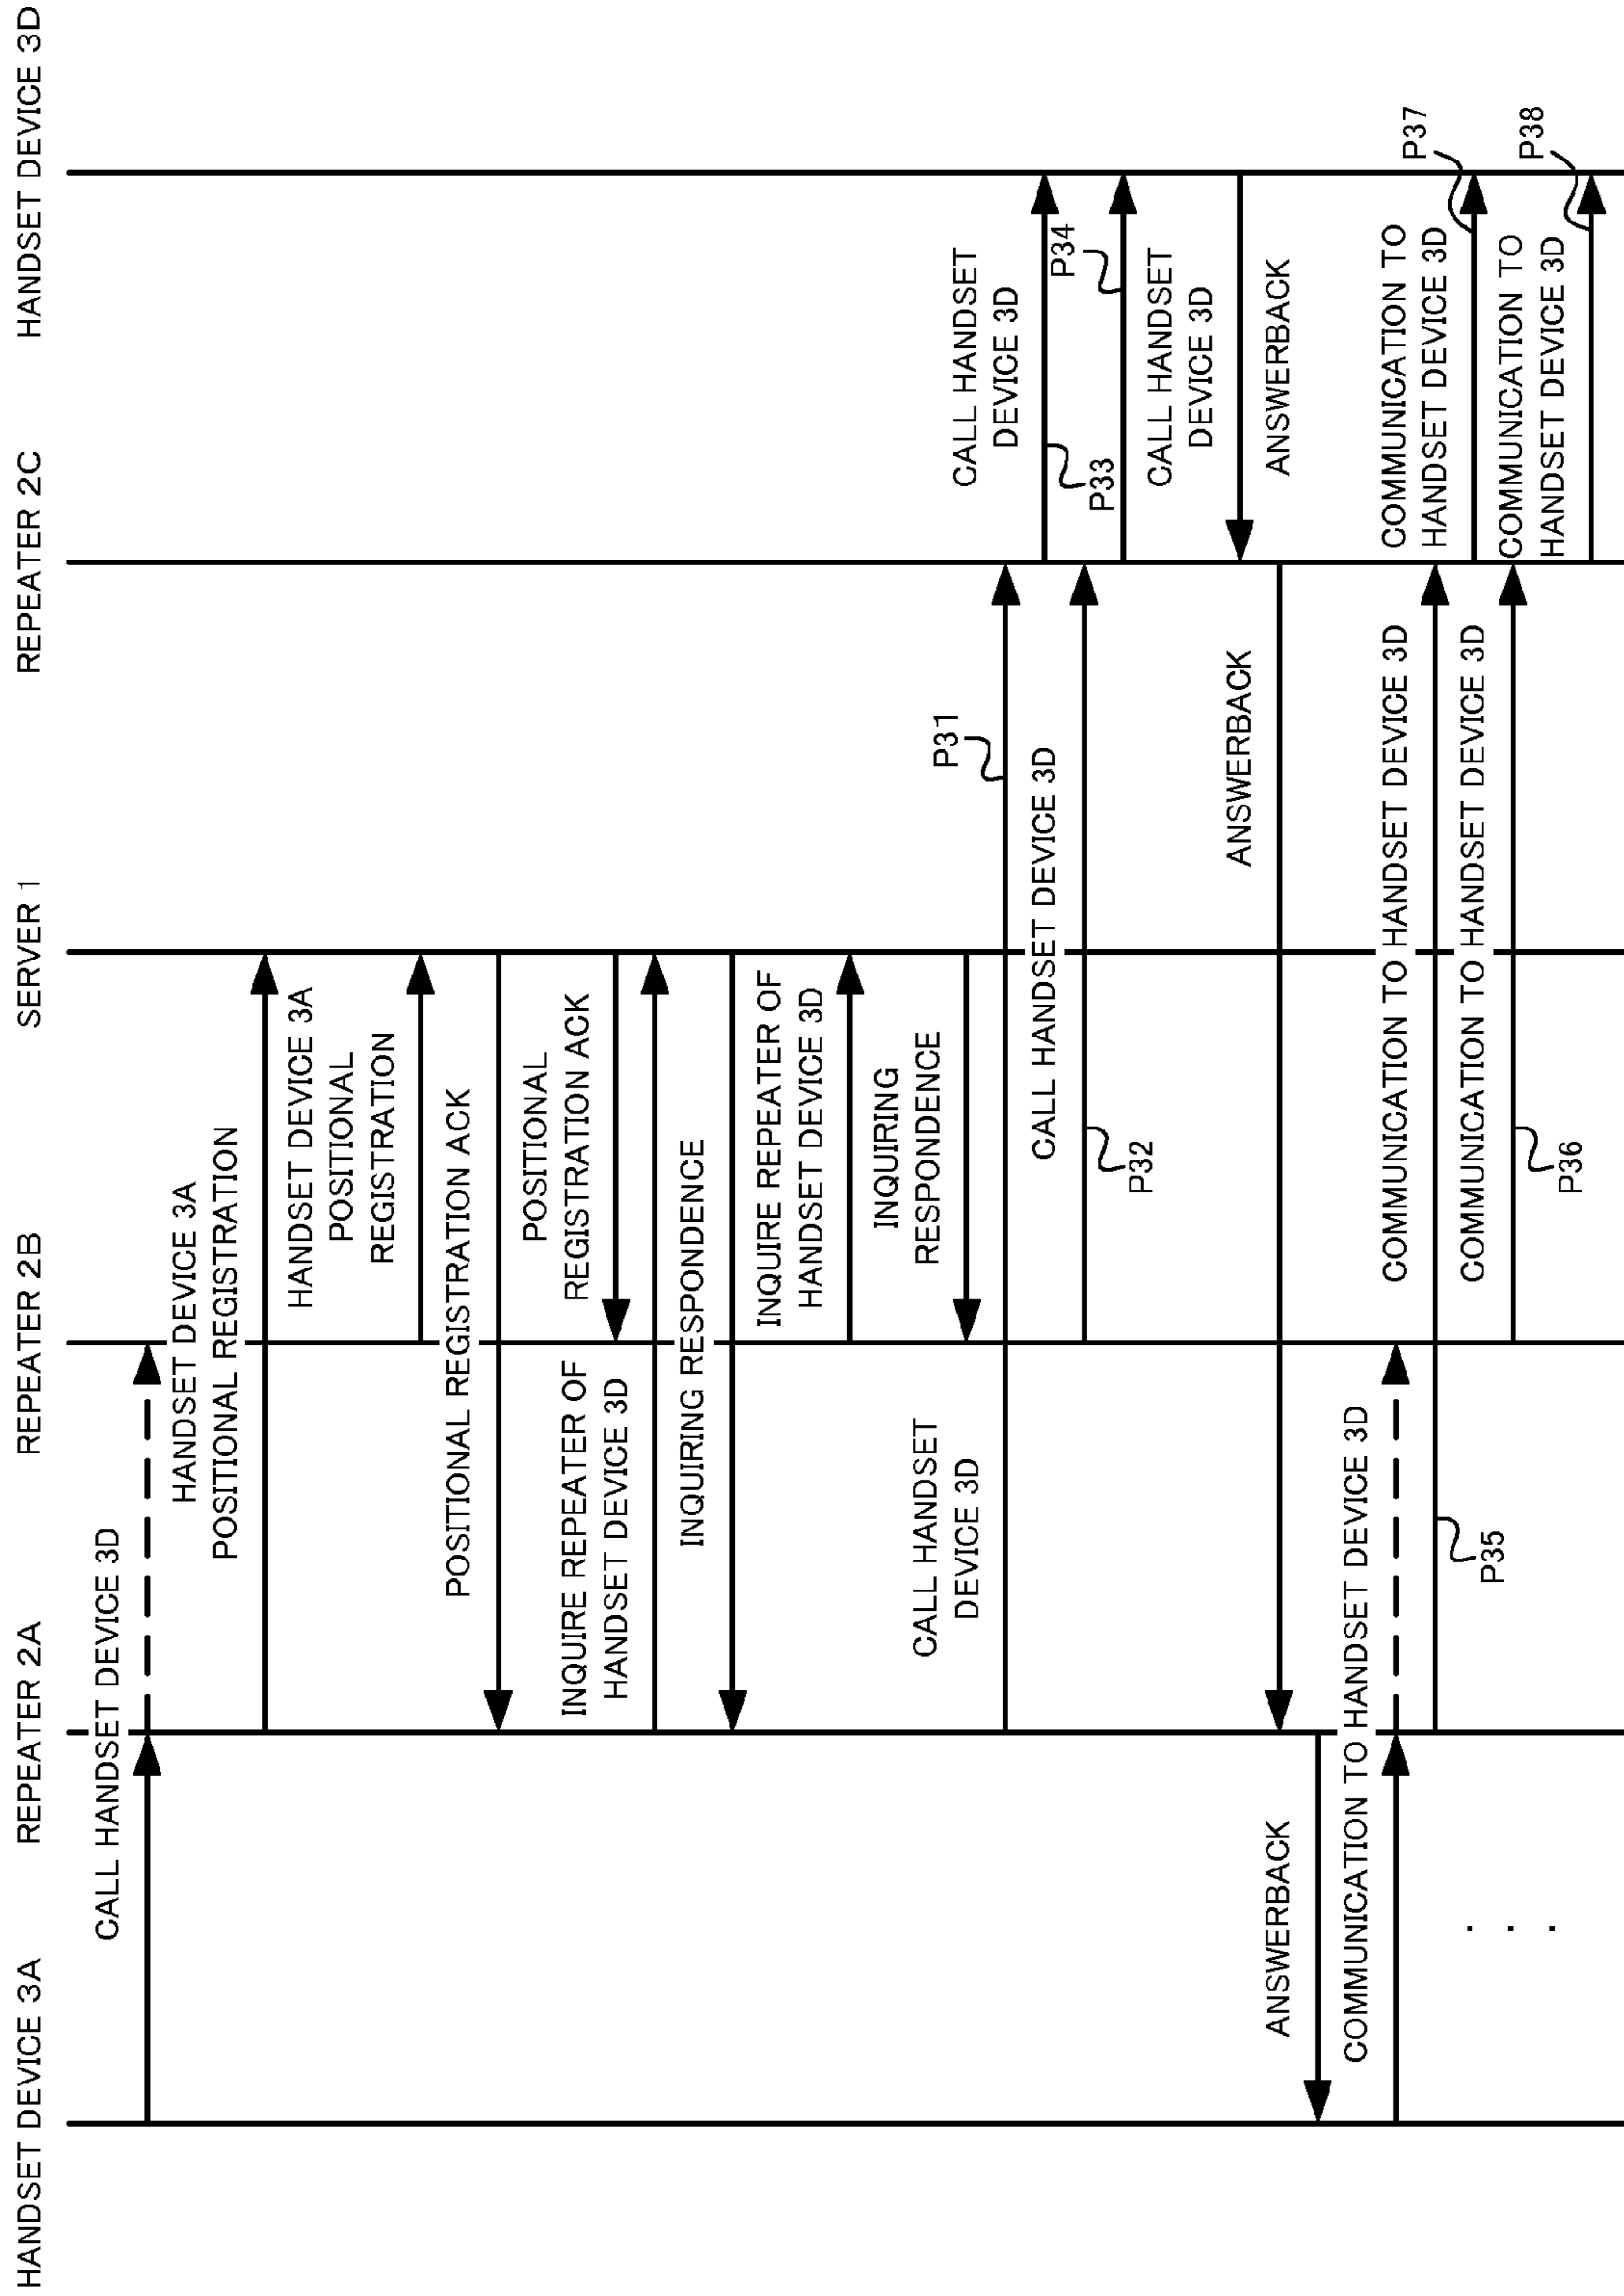 HANDSET DEVICE 3A
REPEATER 2A
REPEATER 2B
SERVER 1
REPEATER 2C
HANDSET DEVICE 3D
CALL HANDSET DEVICE 3D
HANDSET DEVICE 3A
POSITIONAL REGISTRATION
HANDSET DEVICE 3A
POSITIONAL
REGISTRATION
POSITIONAL REGISTRATION ACK
POSITIONAL
REGISTRATION ACK
INQUIRE REPEATER OF
HANDSET DEVICE 3D
INQUIRING RESPONDENCE
INQUIRE REPEATER OF
HANDSET DEVICE 3D
INQUIRING
RESPONDENCE
CALL HANDSET
DEVICE 3D
P31
CALL HANDSET
DEVICE 3D
P33
CALL HANDSET DEVICE 3D
P32
P34
CALL HANDSET
DEVICE 3D
ANSWERBACK
ANSWERBACK
ANSWERBACK
COMMUNICATION TO HANDSET DEVICE 3D
COMMUNICATION TO HANDSET DEVICE 3D
P35
COMMUNICATION TO
HANDSET DEVICE 3D
P37
COMMUNICATION TO HANDSET DEVICE 3D
P36
COMMUNICATION TO
HANDSET DEVICE 3D
P38
. . .